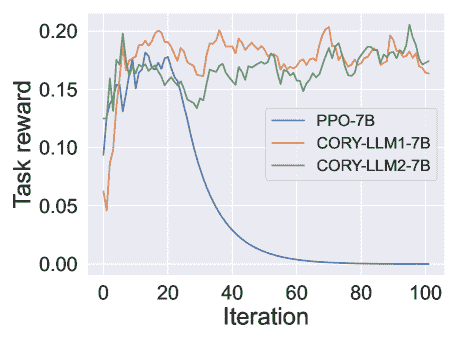 0.20
0.15
0.10
0.05
0.00
Task reward
PPO-7B
CORY-LLM1-7B
CORY-LLM2-7B
0 20 40 60 80 100
Iteration